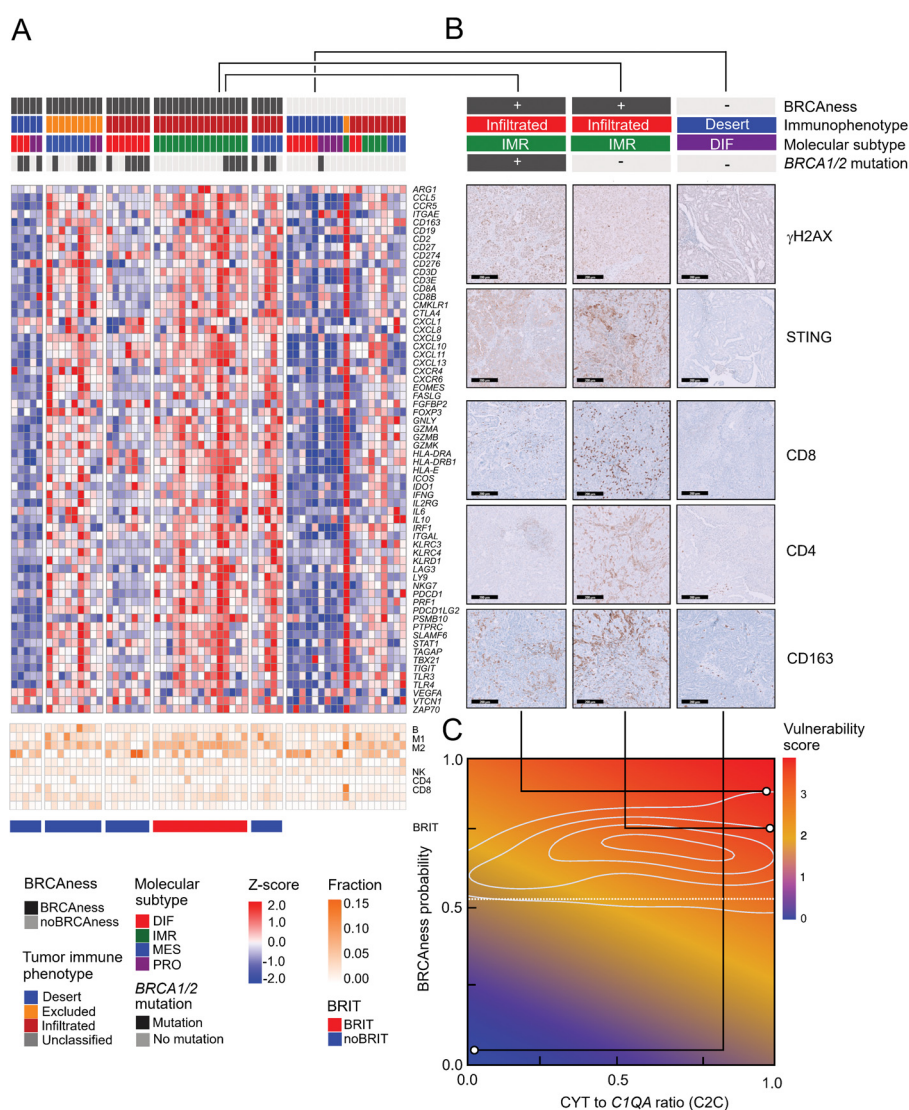 A
B
+
+
-
BRCAness
Infiltrated
Infiltrated
Desert
Immunophenotype
IMR
IMR
DIF
Molecular subtype
+
-
-
BRCA1/2 mutation
ARG1
CCL5
CCR5
ITGAE
CD163
CD19
CD2
CD27
CD274
CD276
CD3D
CD3E
CD8A
CD8B
CMKLR1
CTLA4
CXCL1
CXCL8
CXCL9
CXCL10
CXCL11
CXCL13
CXCR4
CXCR6
EOMES
FASLG
FGFBP2
FOXP3
GNLY
GZMA
GZMB
GZMK
HLA-DRA
HLA-DRB1
HLA-E
ICOS
IDO1
IFNG
IL2RG
IL6
IL10
IRF1
ITGAL
KLRC3
KLRC4
KLRD1
LAG3
LY9
NKG7
PDCD1
PRF1
PDCD1LG2
PSMB10
PTPRC
SLAMF6
STAT1
TAGAP
TBX21
TIGIT
TLR3
TLR4
VEGFA
VTCN1
ZAP70
γH2AX
STING
CD8
CD4
CD163
B
M1
M2
NK
CD4
CD8
BRIT
BRCAness
BRCAness
noBRCAness
Tumor immune
phenotype
Desert
Excluded
Infiltrated
Unclassified
Molecular
subtype
DIF
IMR
MES
PRO
BRCA1/2
mutation
Mutation
No mutation
Z-score
2.0
1.0
0.0
-1.0
-2.0
Fraction
0.15
0.10
0.05
0.00
BRIT
BRIT
noBRIT
C
Vulnerability
score
3
2
1
0
1.0
0.5
0.0
BRCAness probability
0.0
0.5
1.0
CYT to C1QA ratio (C2C)